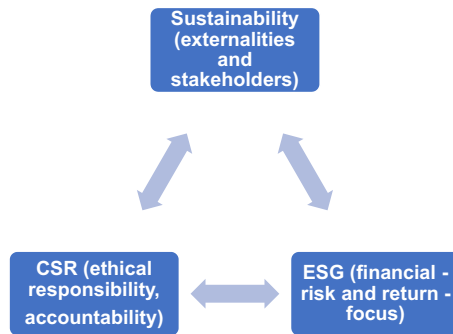 Sustainability
(externalities
and
stakeholders)
CSR (ethical
responsibility,
accountability)
ESG (financial -
risk and return -
focus)